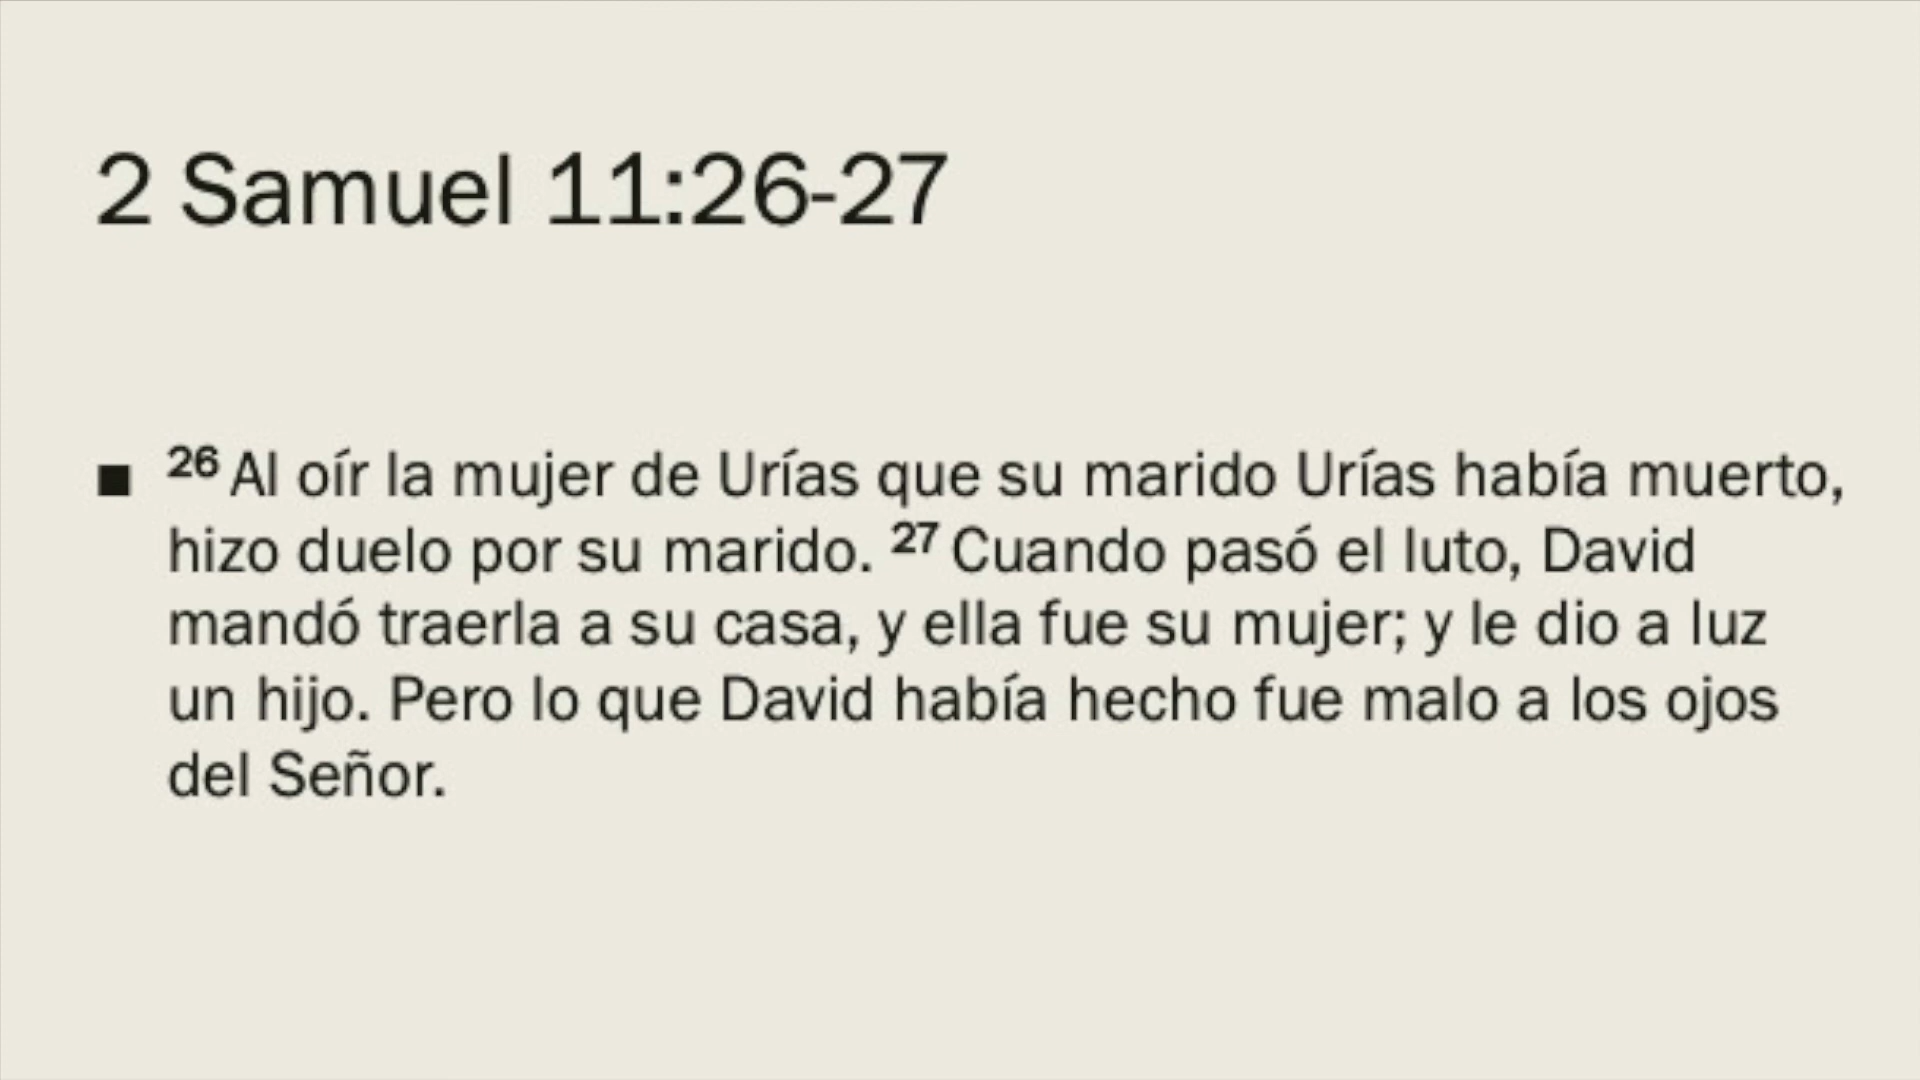 2 Samuel 11:26-27
■ 26 Al oír la mujer de Urías que su marido Urías había muerto,
hizo duelo por su marido. 27 Cuando pasó el luto, David
mandó traerla a su casa, y ella fue su mujer; y le dio a luz
un hijo. Pero lo que David había hecho fue malo a los ojos
del Señor.